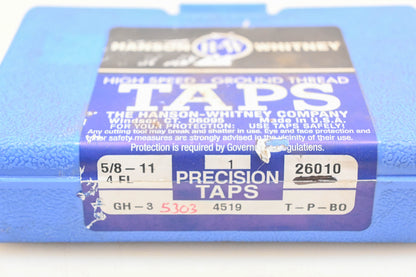 HANSON H-W WHITNEY
HIGH SPEED - GROUND THREAD
TAPS
THE HANSON-WHITNEY COMPANY
Windsor, CT. 06095 Made in U.S.A.
FOR YOUR PROTECTION: USE TAPS SAFELY
Any cutting tool may break and shatter in use. Eye and face protection and
other safety measures are strongly advised in the vicinity of their use.
Protection is required by Government Regulations.
5/8-11 1 26010
4 FL PRECISION
TAPS
GH-3 5303 4519 T-P-BO